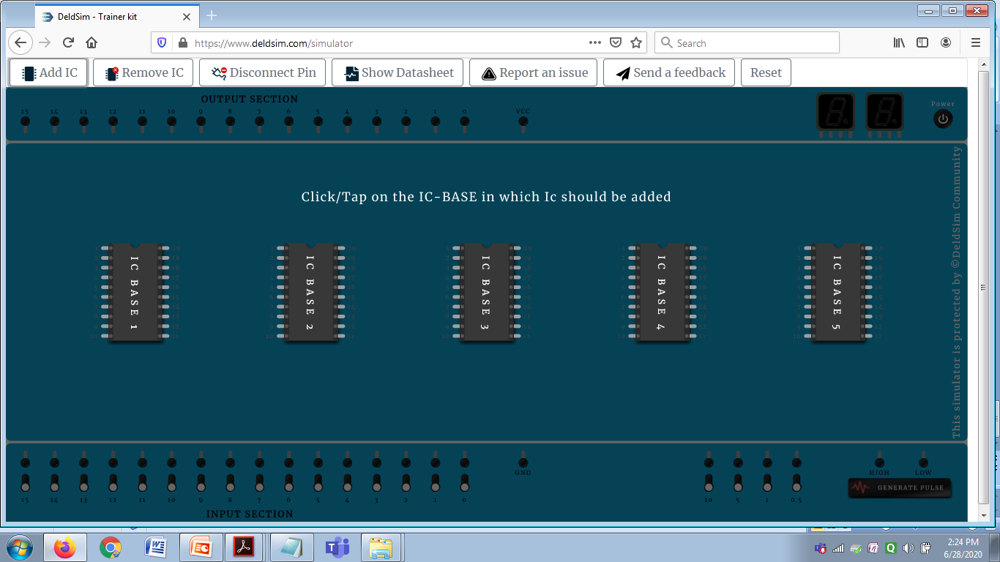 DeldSim - Trainer kit
https://www.deldsim.com/simulator
Search
Add IC
Remove IC
Disconnect Pin
Show Datasheet
Report an issue
Send a feedback
Reset
OUTPUT SECTION
15 14 13 12 11 10 9 8 7 6 5 4 3 2 1 0
VCC
Power
Click/Tap on the IC-BASE in which Ic should be added
IC BASE 1
IC BASE 2
IC BASE 3
IC BASE 4
IC BASE 5
This simulator is protected by ©DeldSim Community
GND
HIGH
LOW
GENERATE PULSE
15 14 13 12 11 10 9 8 7 6 5 4 3 2 1 0
10 5 1 0.5
INPUT SECTION
2:24 PM
6/28/2020